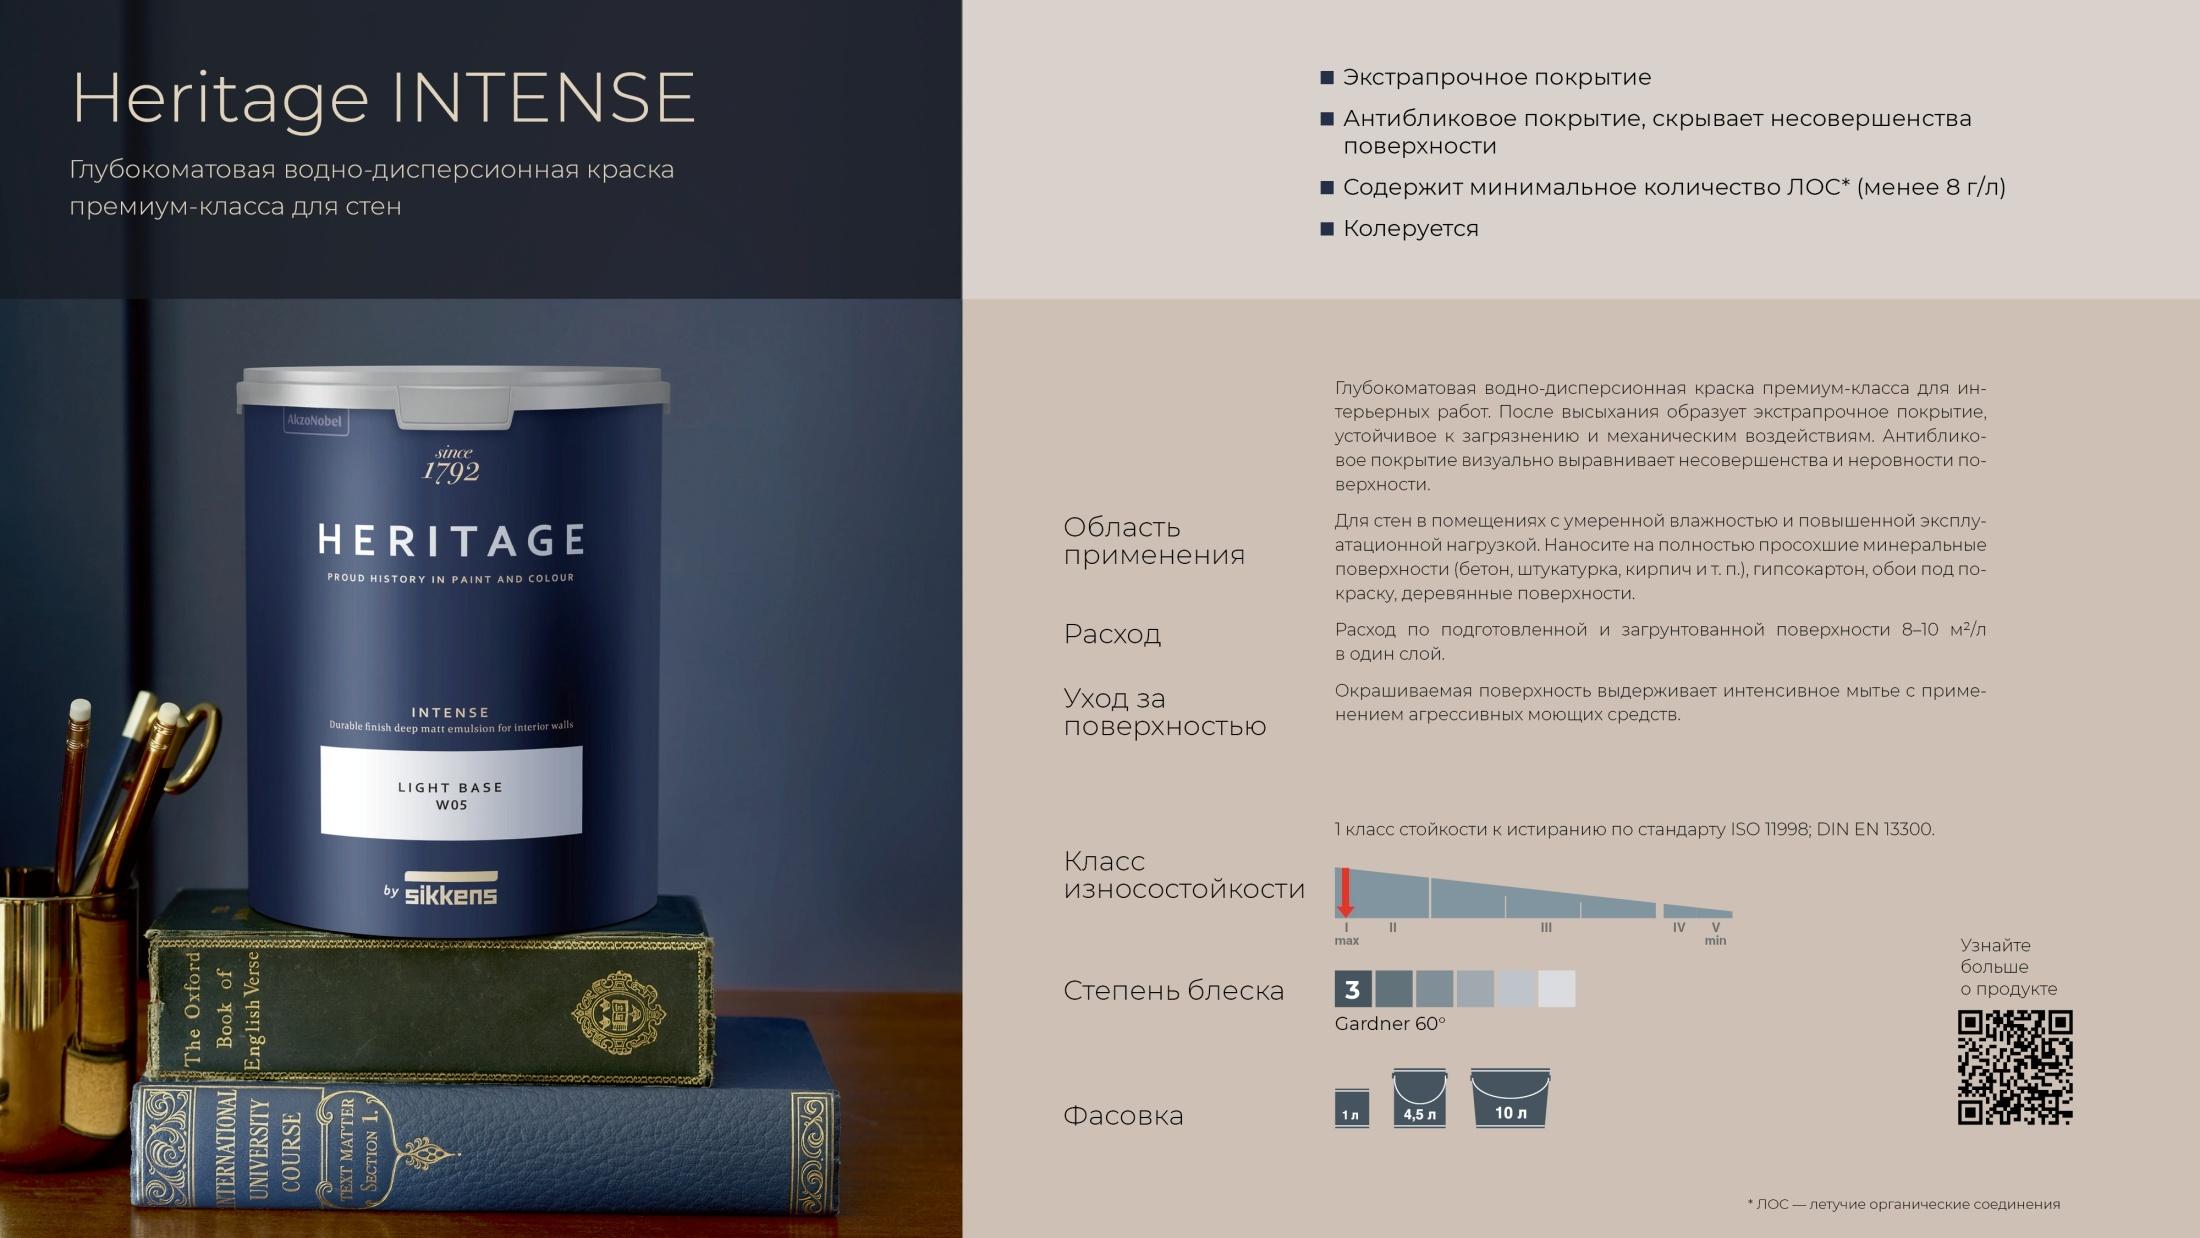 Heritage INTENSE
Глубокоматовая водно-дисперсионная краска
премиум-класса для стен
Экстрапрочное покрытие
Антибликовое покрытие, скрывает несовершенства
поверхности
Содержит минимальное количество ЛОС* (менее 8 г/л)
Колеруется
AkzoNobel
since
1792
HERITAGE
PROUD HISTORY IN PAINT AND COLOUR
INTENSE
Durable finish deep matt emulsion for interior walls
LIGHT BASE
W05
by sikkens
The Oxford
Book of
English Verse
INTERNATIONAL
UNIVERSITY
COURSE
TEXT MATTER
SECTION 1.
Глубокоматовая водно-дисперсионная краска премиум-класса для ин-
терьерных работ. После высыхания образует экстрапрочное покрытие,
устойчивое к загрязнению и механическим воздействиям. Антиблико-
вое покрытие визуально выравнивает несовершенства и неровности по-
верхности.
Область
применения
Для стен в помещениях с умеренной влажностью и повышенной эксплу-
атационной нагрузкой. Наносите на полностью просохшие минеральные
поверхности (бетон, штукатурка, кирпич и т. п.), гипсокартон, обои под по-
краску, деревянные поверхности.
Расход
Расход по подготовленной и загрунтованной поверхности 8–10 м²/л
в один слой.
Уход за
поверхностью
Окрашиваемая поверхность выдерживает интенсивное мытье с приме-
нением агрессивных моющих средств.
1 класс стойкости к истиранию по стандарту ISO 11998; DIN EN 13300.
Класс
износостойкости
I II III IV V
max min
Степень блеска
3
Gardner 60°
Фасовка
1 л 4,5 л 10 л
Узнайте
больше
о продукте
* ЛОС — летучие органические соединения